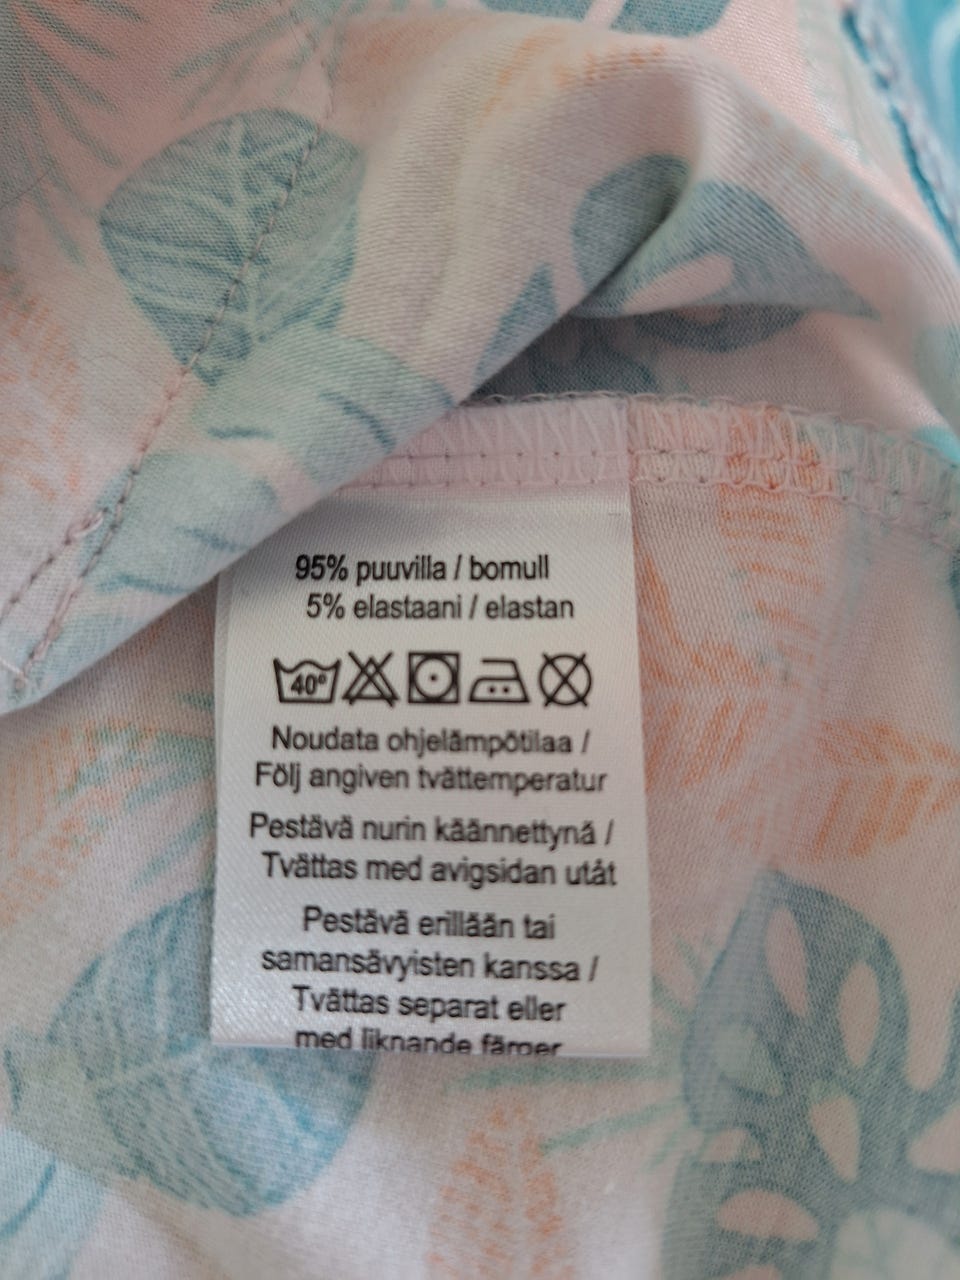 95% puuvilla / bomull
5% elastaani / elastan
40°
Noudata ohjelämpötilaa /
Följ angiven tvättemperatur
Pestävä nurin käännettynä /
Tvättas med avigsidan utåt
Pestävä erillään tai
samansävyisten kanssa /
Tvättas separat eller
med liknande färger